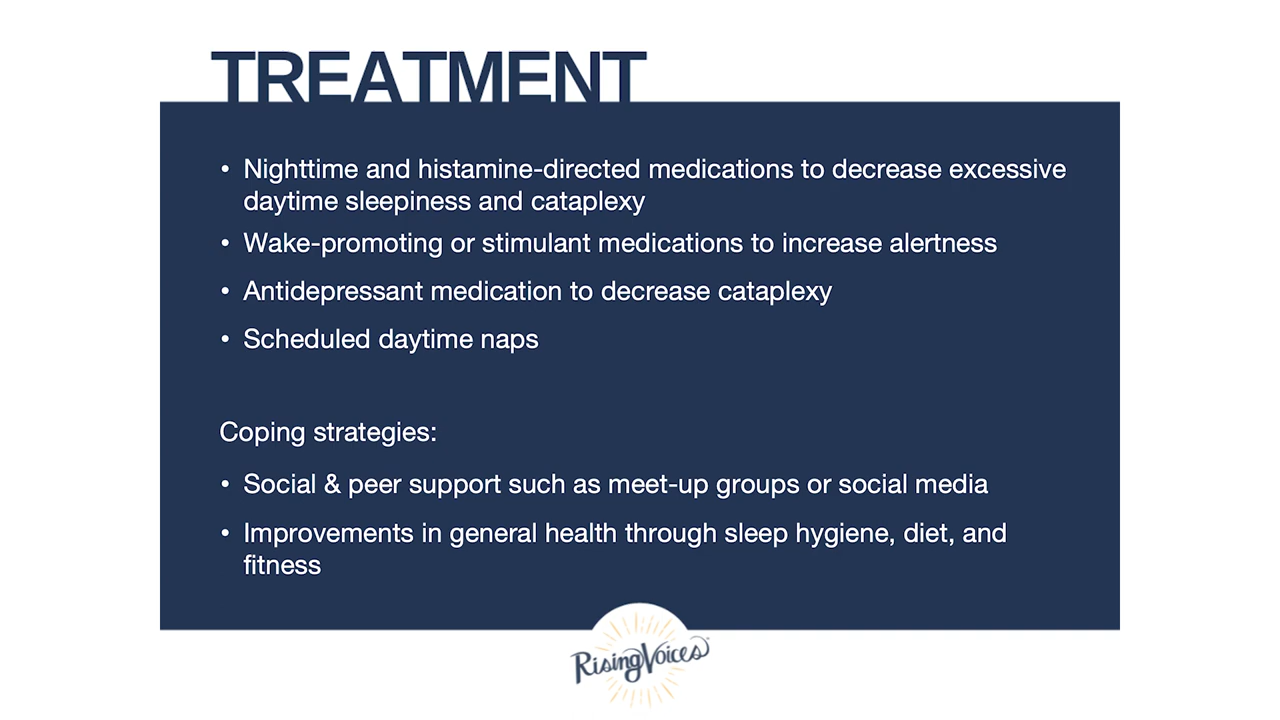 TREATMENT
• Nighttime and histamine-directed medications to decrease excessive
daytime sleepiness and cataplexy
• Wake-promoting or stimulant medications to increase alertness
• Antidepressant medication to decrease cataplexy
• Scheduled daytime naps
Coping strategies:
• Social & peer support such as meet-up groups or social media
• Improvements in general health through sleep hygiene, diet, and
fitness
RisingVoices